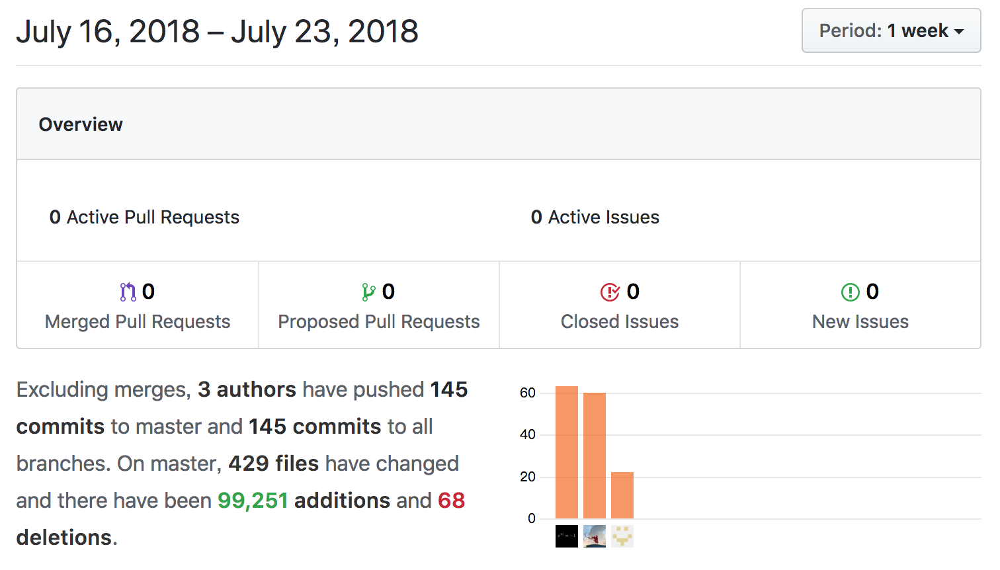 July 16, 2018 – July 23, 2018
Period: 1 week
Overview
0 Active Pull Requests
0 Active Issues
0
Merged Pull Requests
0
Proposed Pull Requests
0
Closed Issues
0
New Issues
Excluding merges, 3 authors have pushed 145
commits to master and 145 commits to all
branches. On master, 429 files have changed
and there have been 99,251 additions and 68
deletions.
60
40
20
0